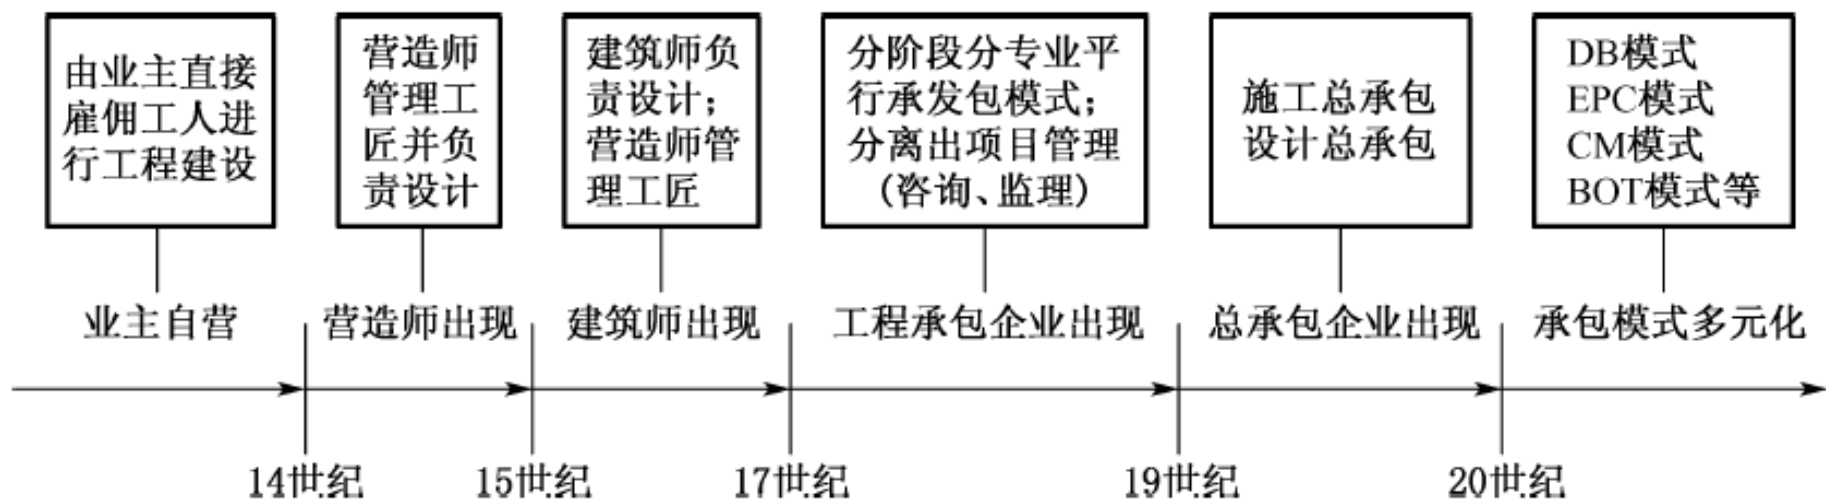 由业主直接
雇佣工人进
行工程建设
营造师
管理工
匠并负
责设计
建筑师负
责设计；
营造师管
理工匠
分阶段分专业平
行承发包模式；
分离出项目管理
（咨询、监理）
施工总承包
设计总承包
DB模式
EPC模式
CM模式
BOT模式等
业主自营
营造师出现
建筑师出现
工程承包企业出现
总承包企业出现
承包模式多元化
14世纪
15世纪
17世纪
19世纪
20世纪